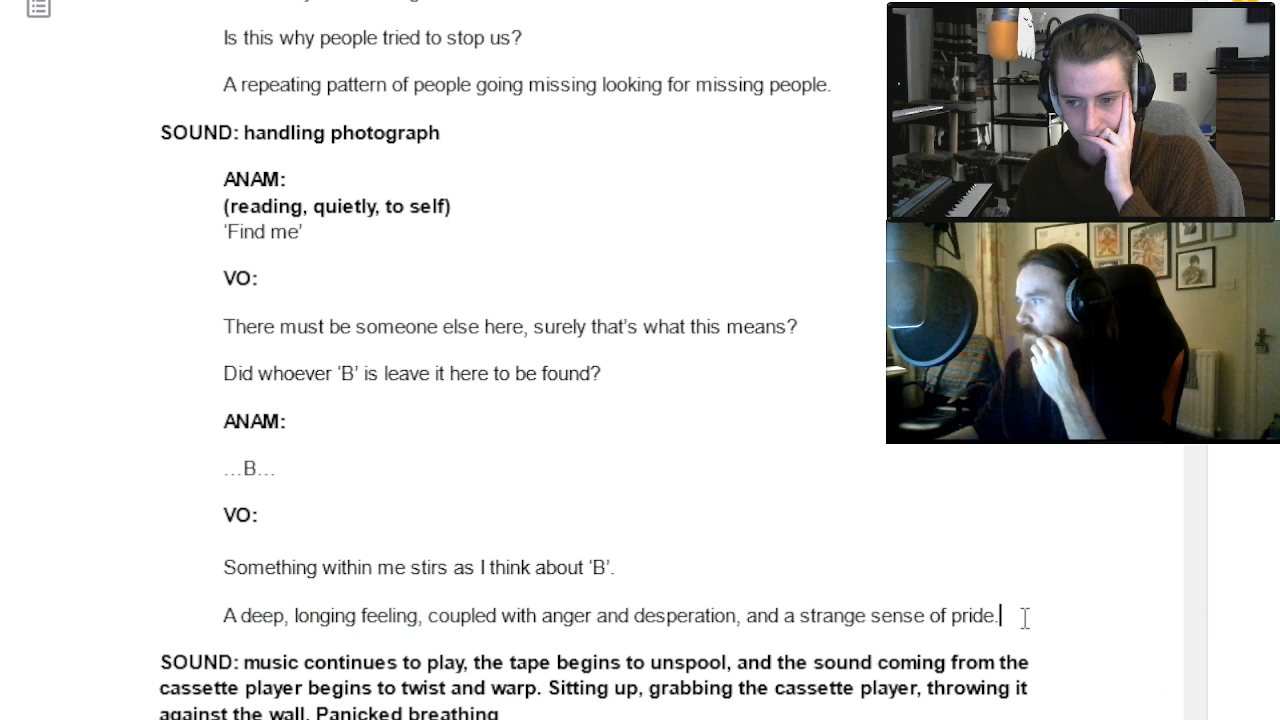 Is this why people tried to stop us?
A repeating pattern of people going missing looking for missing people.
SOUND: handling photograph
ANAM:
(reading, quietly, to self)
'Find me'
VO:
There must be someone else here, surely that's what this means?
Did whoever 'B' is leave it here to be found?
ANAM:
…B…
VO:
Something within me stirs as I think about 'B'.
A deep, longing feeling, coupled with anger and desperation, and a strange sense of pride.
SOUND: music continues to play, the tape begins to unspool, and the sound coming from the
cassette player begins to twist and warp. Sitting up, grabbing the cassette player, throwing it
against the wall. Panicked breathing